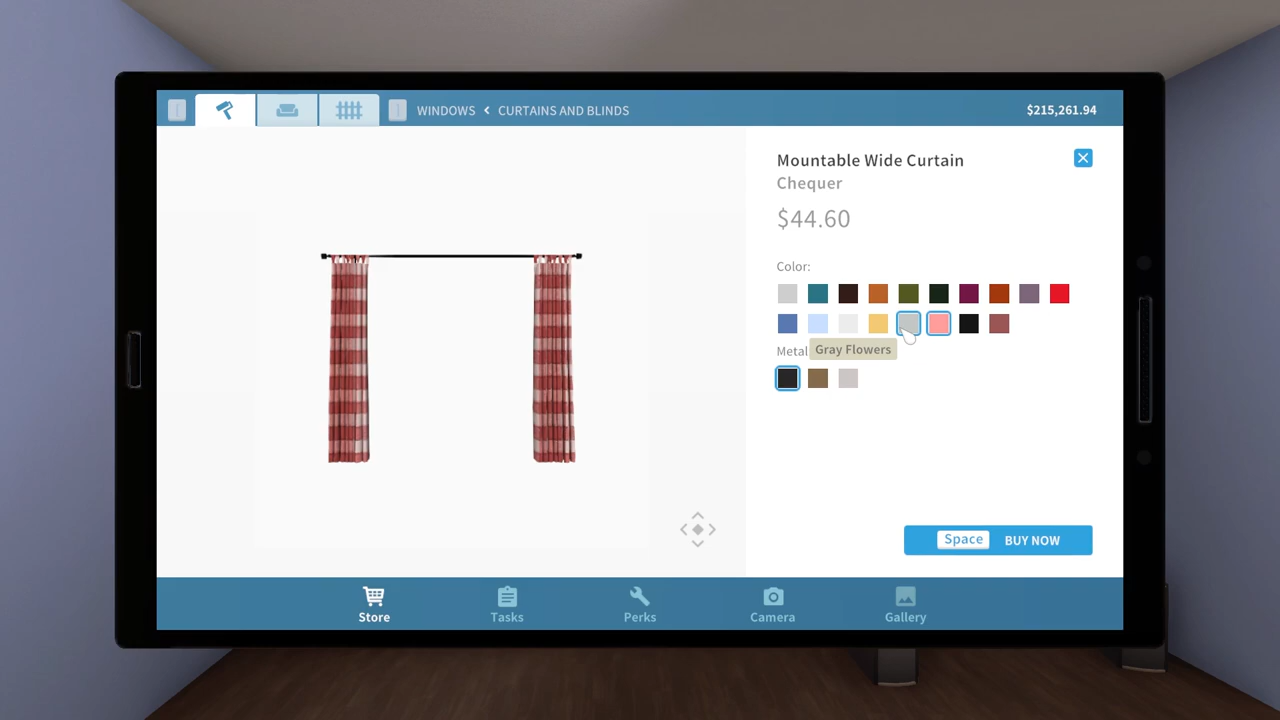 WINDOWS < CURTAINS AND BLINDS
$215,261.94
Mountable Wide Curtain
Chequer
$44.60
Color:
Metal
Gray Flowers
Space BUY NOW
Store
Tasks
Perks
Camera
Gallery